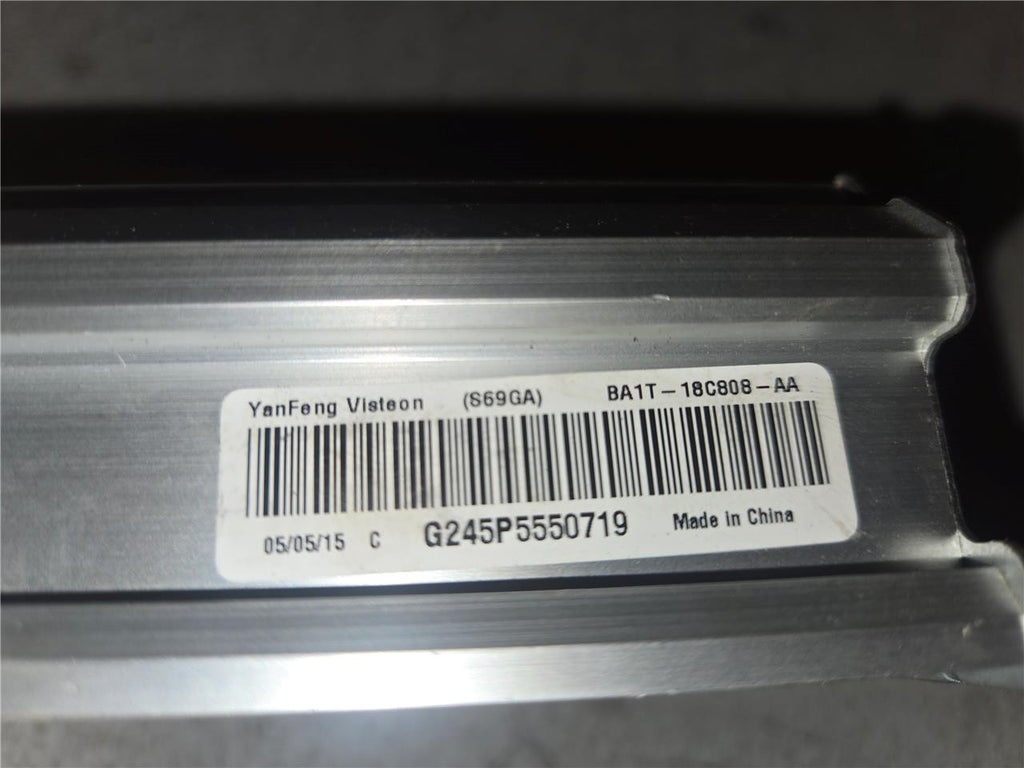 YanFeng Visteon (S69GA) BA1T-18C808-AA
05/05/15 C G245P5550719 Made in China